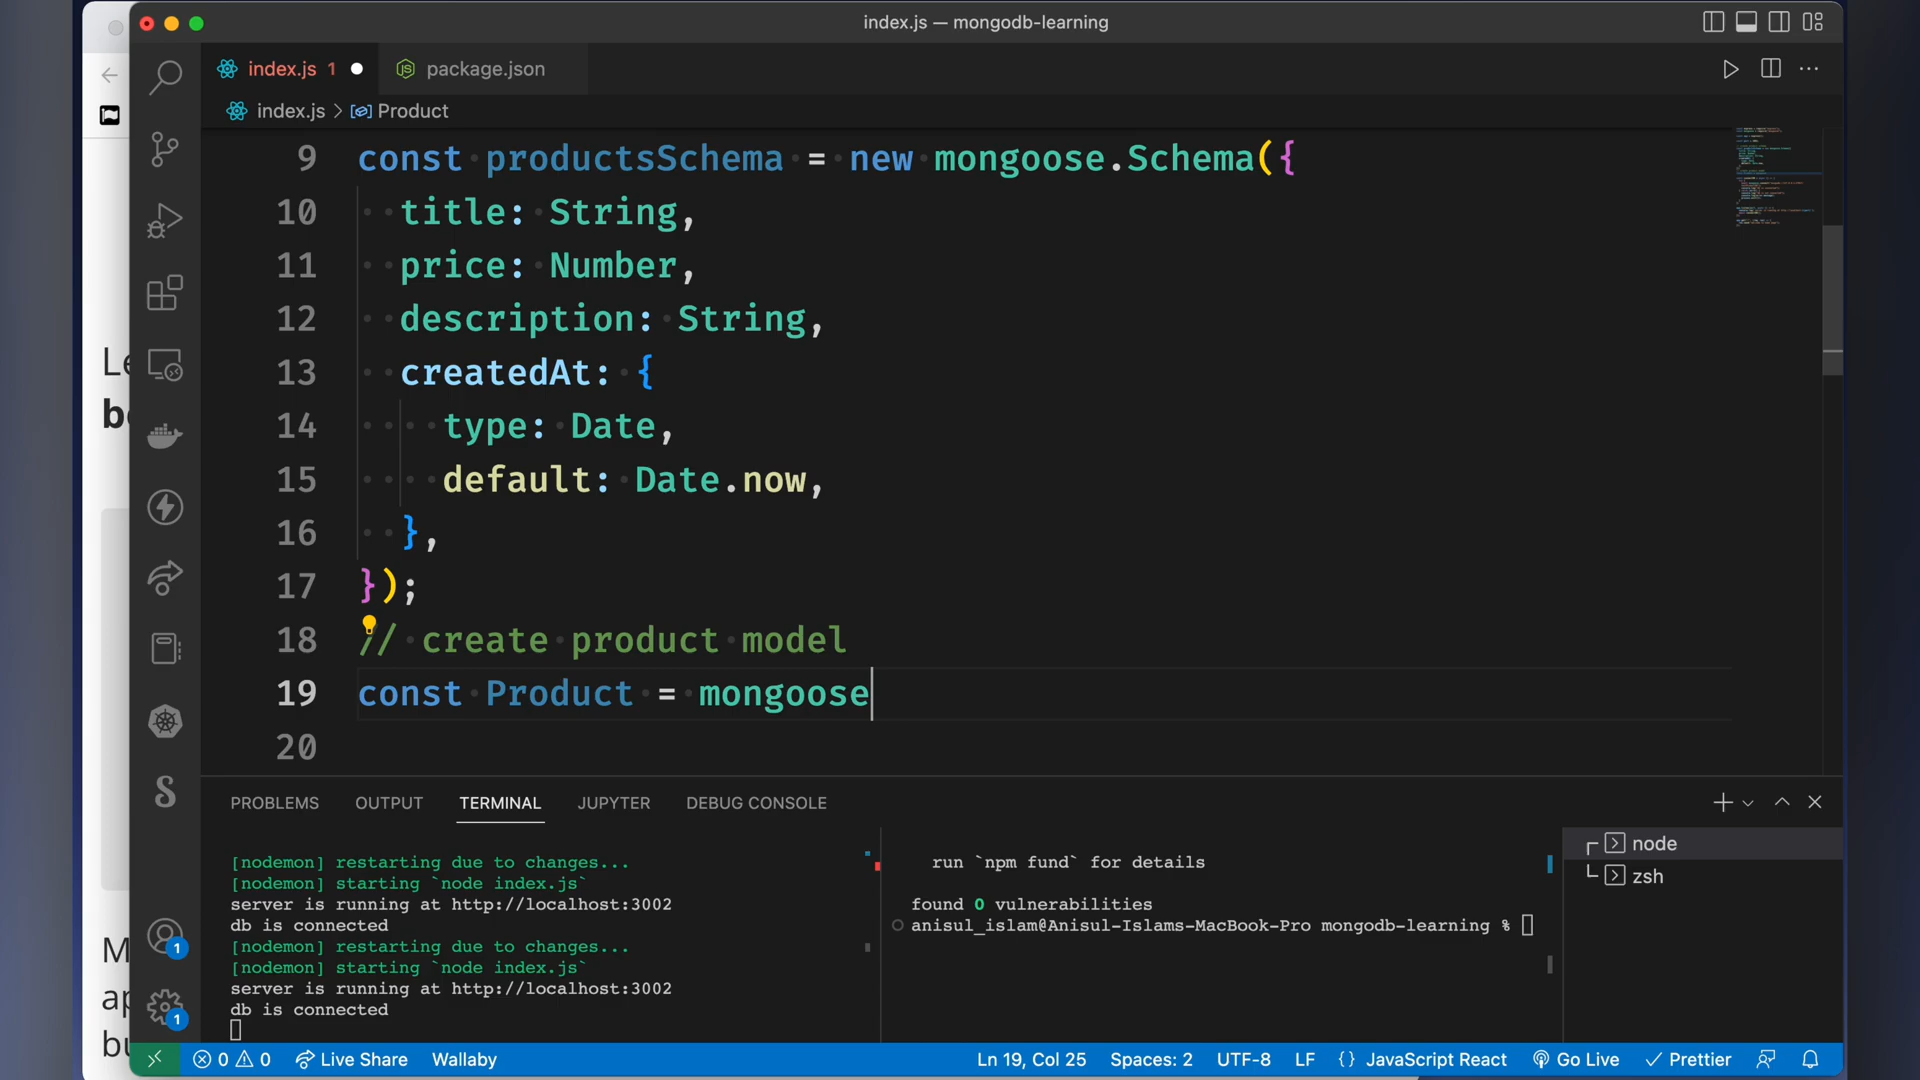 index.js — mongodb-learning
index.js 1
package.json
index.js > Product
9 const productsSchema = new mongoose.Schema({
10 title: String,
11 price: Number,
12 description: String,
13 createdAt: {
14 type: Date,
15 default: Date.now,
16 },
17 });
18 // create product model
19 const Product = mongoose
20
PROBLEMS OUTPUT TERMINAL JUPYTER DEBUG CONSOLE
[nodemon] restarting due to changes...
[nodemon] starting `node index.js`
server is running at http://localhost:3002
db is connected
[nodemon] restarting due to changes...
[nodemon] starting `node index.js`
server is running at http://localhost:3002
db is connected
run `npm fund` for details
found 0 vulnerabilities
anisul_islam@Anisul-Islams-MacBook-Pro mongodb-learning %
node
zsh
1
1
0 0 Live Share Wallaby Ln 19, Col 25 Spaces: 2 UTF-8 LF {} JavaScript React Go Live Prettier